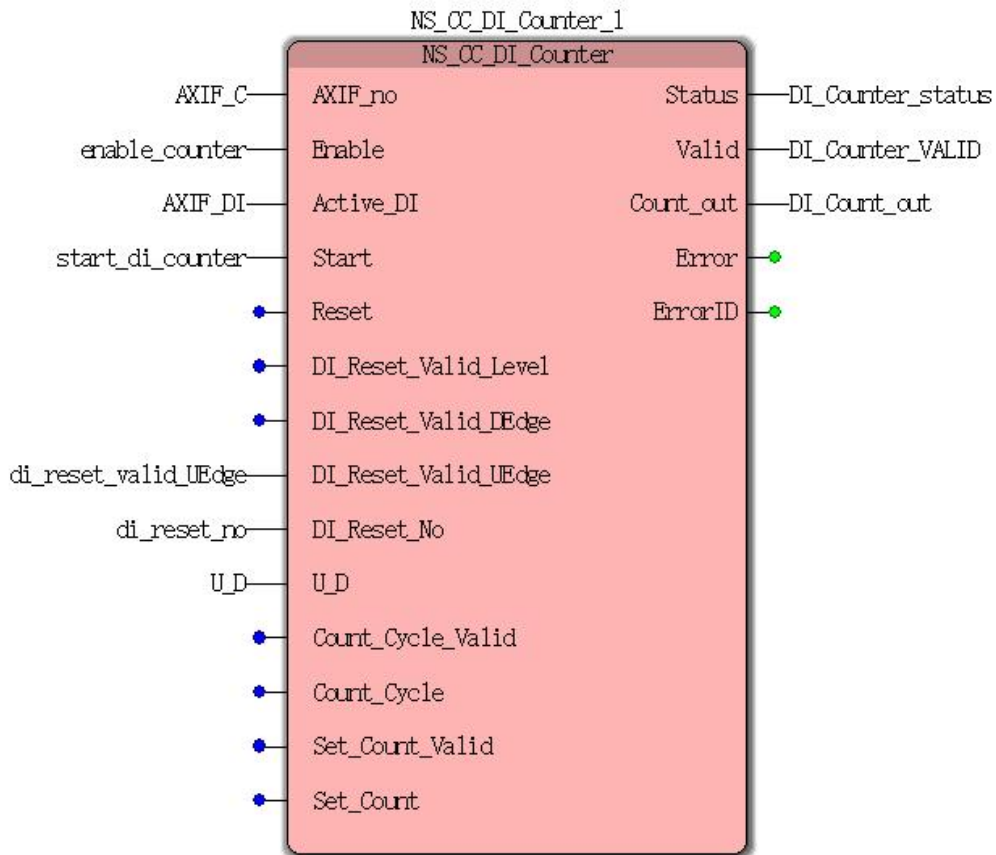 NS_CC_DI_Counter_1
NS_CC_DI_Counter
AXIF_C AXIF_no Status DI_Counter_status
enable_counter Enable Valid DI_Counter_VALID
AXIF_DI Active_DI Count_out DI_Count_out
start_di_counter Start Error
Reset ErrorID
DI_Reset_Valid_Level
DI_Reset_Valid_DEdge
di_reset_valid_UEdge DI_Reset_Valid_UEdge
di_reset_no DI_Reset_No
U_D U_D
Count_Cycle_Valid
Count_Cycle
Set_Count_Valid
Set_Count